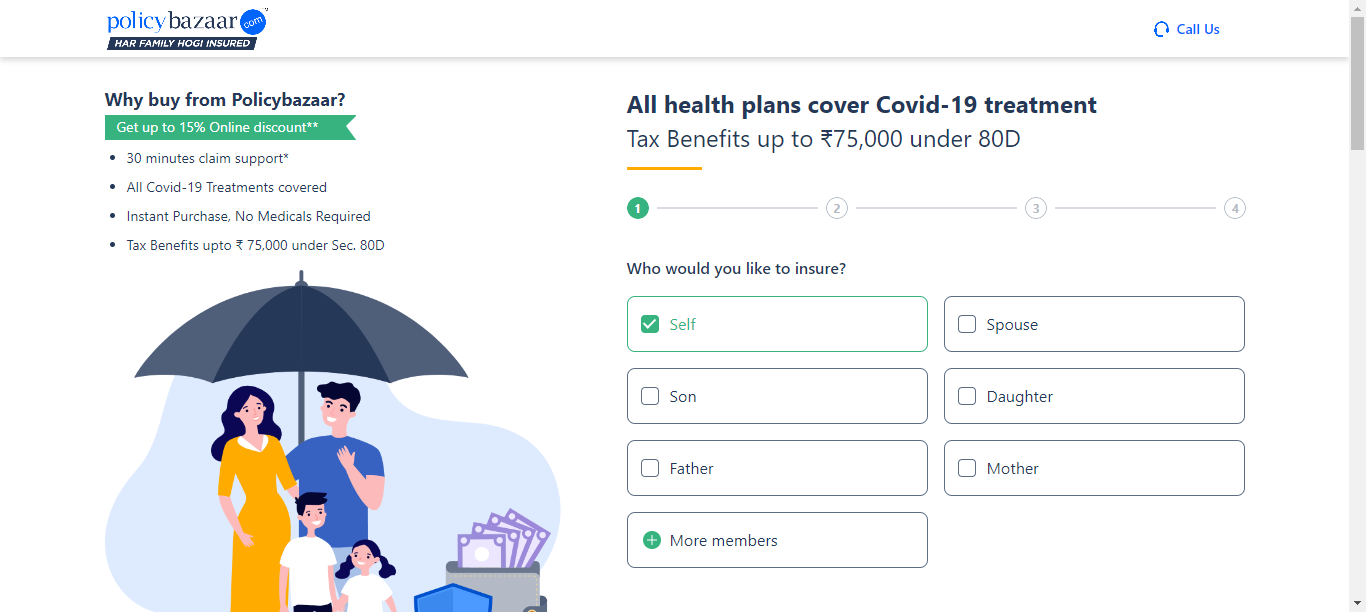 policybazaar.com
HAR FAMILY HOGI INSURED
Call Us
Why buy from Policybazaar?
Get up to 15% Online discount**
30 minutes claim support*
All Covid-19 Treatments covered
Instant Purchase, No Medicals Required
Tax Benefits upto ₹ 75,000 under Sec. 80D
All health plans cover Covid-19 treatment
Tax Benefits up to ₹75,000 under 80D
1 2 3 4
Who would you like to insure?
Self Spouse
Son Daughter
Father Mother
More members